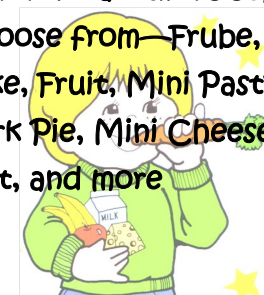 oose from—Frube,
ke, Fruit, Mini Past
rk Pie, Mini Cheese
t, and more
MILK